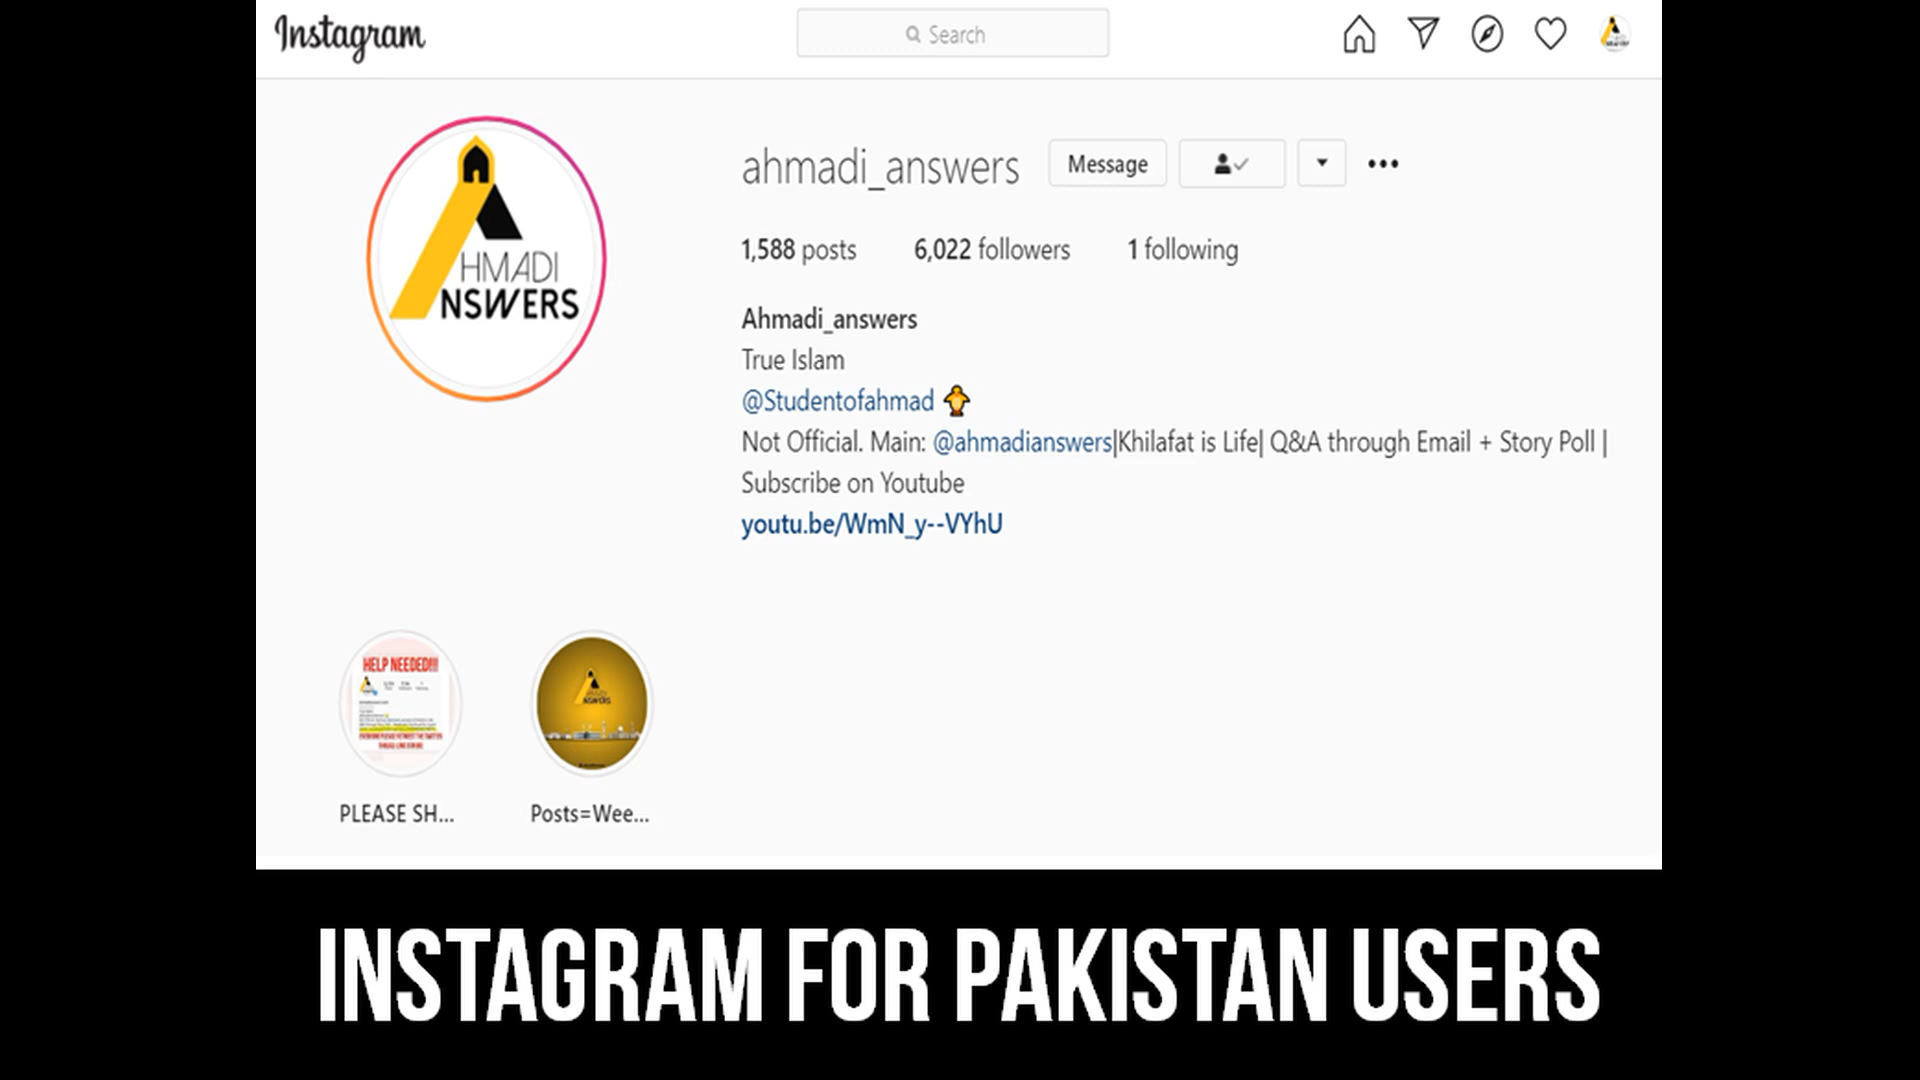 Instagram
Search
ahmadi_answers Message
1,588 posts 6,022 followers 1 following
HMADI
NSWERS
Ahmadi_answers
True Islam
@Studentofahmad
Not Official. Main: @ahmadianswers|Khilafat is Life| Q&A through Email + Story Poll |
Subscribe on Youtube
youtu.be/WmN_y--VYhU
HELP NEEDED!!!
PLEASE SH... Posts=Wee...
INSTAGRAM FOR PAKISTAN USERS